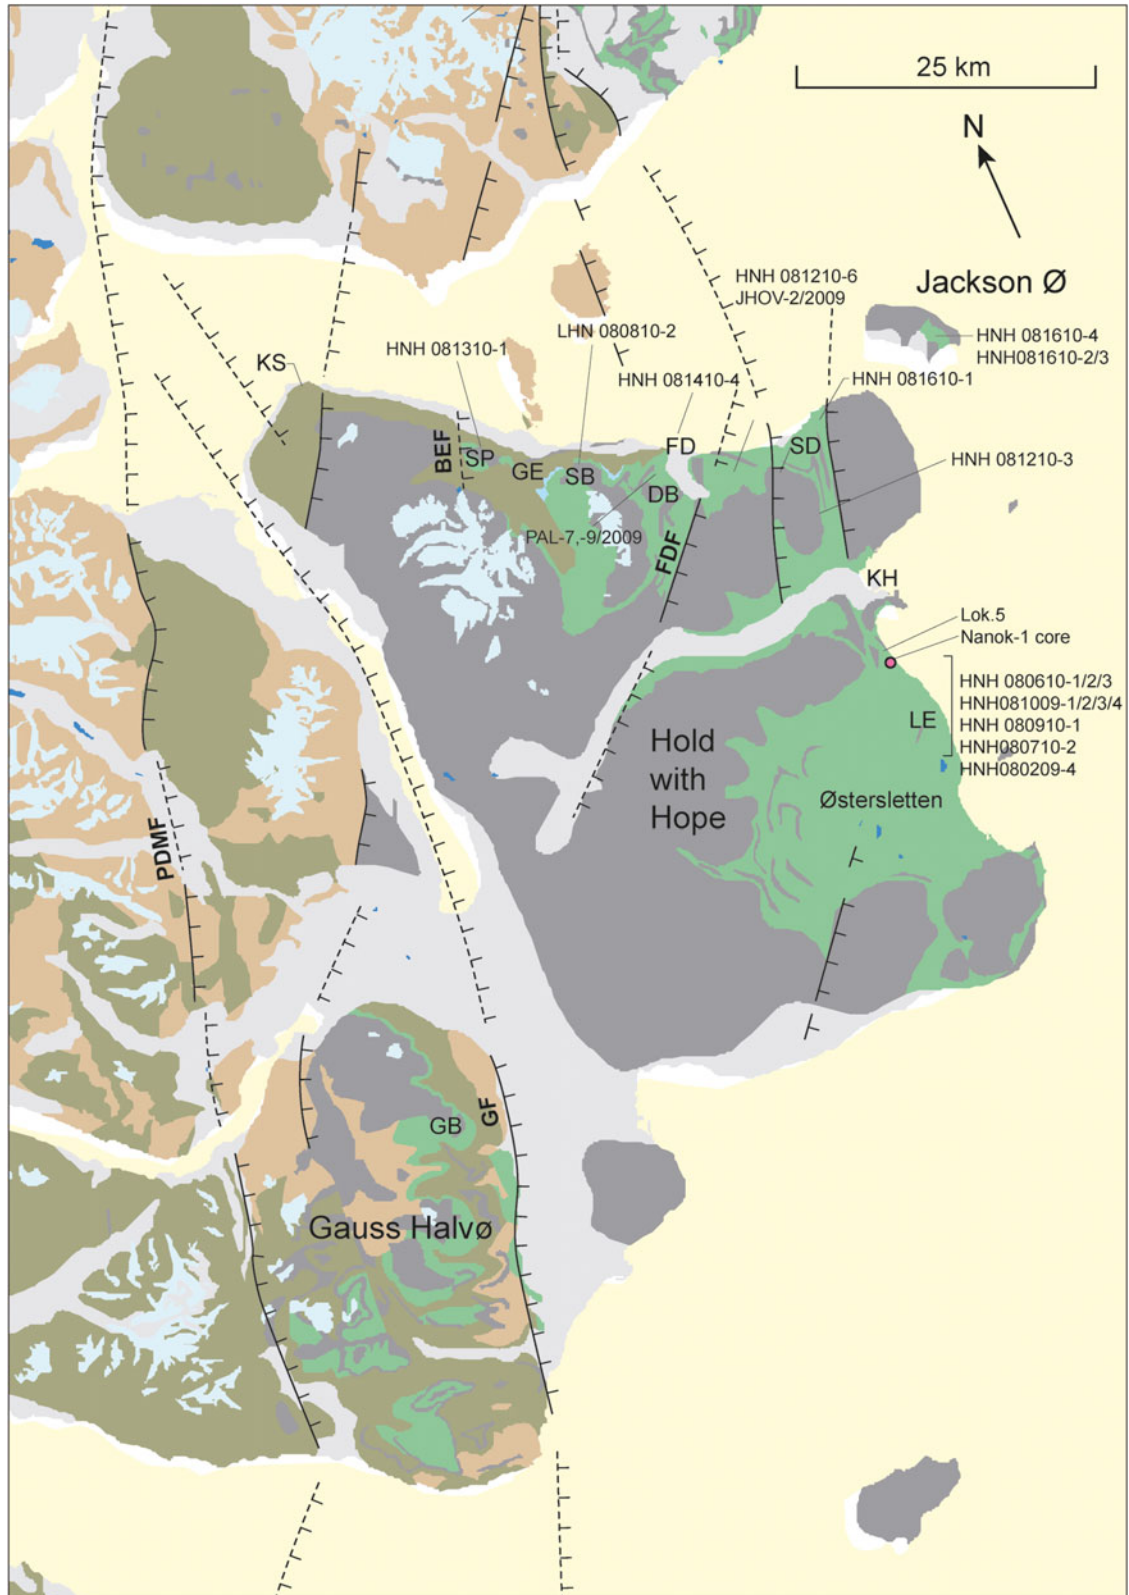 25 km
N
Jackson Ø
HNH 081210-6
JHOV-2/2009
LHN 080810-2
HNH 081610-4
HNH081610-2/3
HNH 081310-1
KS
HNH 081410-4
HNH 081610-1
FD
SD
BEF
SP
GE
SB
DB
HNH 081210-3
PAL-7,-9/2009
FDF
KH
Lok.5
Nanok-1 core
HNH 080610-1/2/3
HNH081009-1/2/3/4
HNH 080910-1
HNH080710-2
HNH080209-4
LE
Hold
with
Hope
Østersletten
PDMF
GF
GB
Gauss Halvø